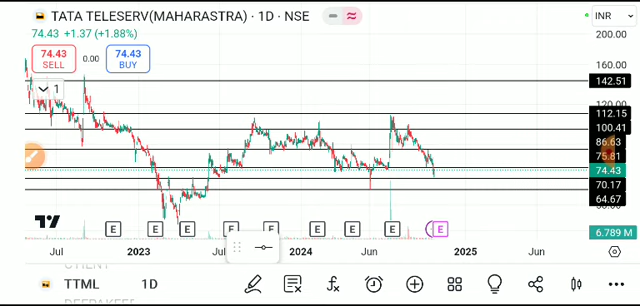 TATA TELESERV(MAHARASTRA) · 1D · NSE
INR
74.43 +1.37 (+1.88%)
200.00
74.43
SELL
0.00
74.43
BUY
160.00
142.51
1
120.00
112.15
100.41
86.63
75.81
74.43
70.17
64.67
E E E E E E E E E
6.789 M
Jul 2023 Jun 2024 Jun 2025 Jun
TTML 1D